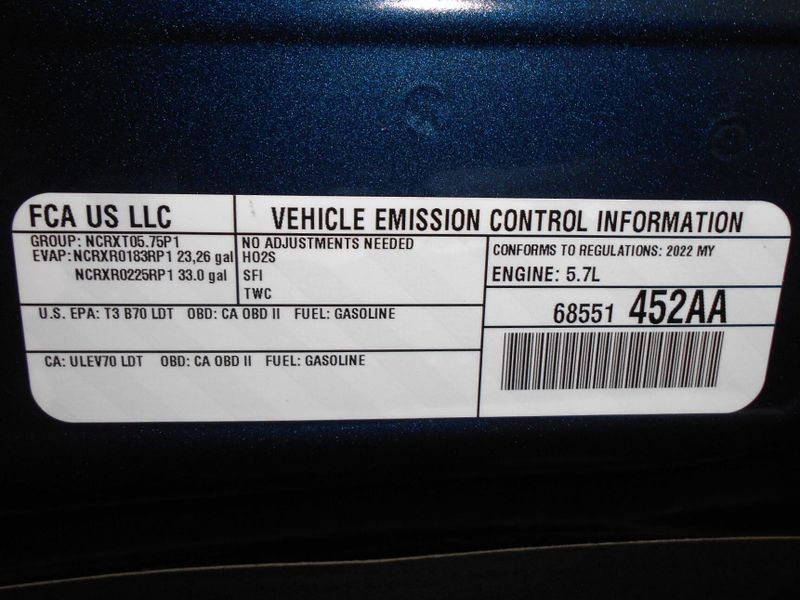 FCA US LLC
VEHICLE EMISSION CONTROL INFORMATION
GROUP: NCRXT05.75P1
EVAP:NCRXR0183RP1 23,26 gal
NCRXR0225RP1 33.0 gal
NO ADJUSTMENTS NEEDED
HO2S
SFI
TWC
CONFORMS TO REGULATIONS: 2022 MY
ENGINE: 5.7L
U.S. EPA: T3 B70 LDT OBD: CA OBD II FUEL: GASOLINE
68551 452AA
CA: ULEV70 LDT OBD: CA OBD II FUEL: GASOLINE